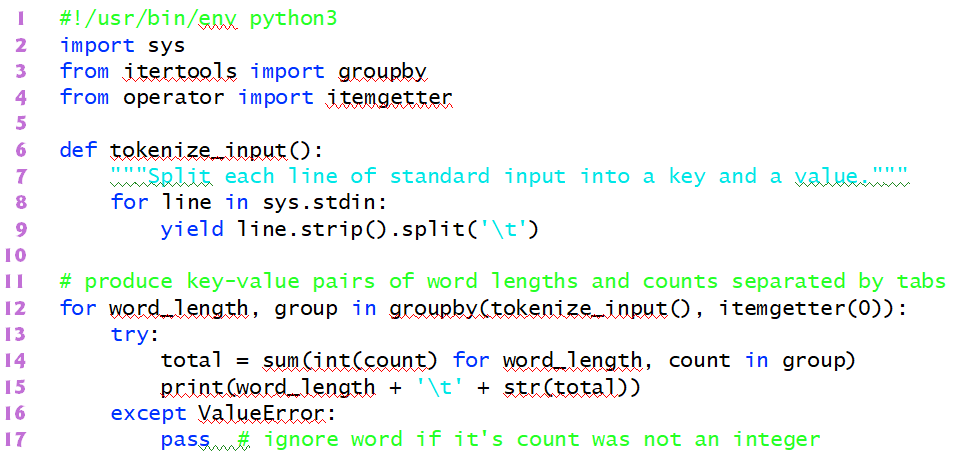 1 #!/usr/bin/env python3
2 import sys
3 from itertools import groupby
4 from operator import itemgetter
5
6 def tokenize_input():
7     """Split each line of standard input into a key and a value."""
8     for line in sys.stdin:
9         yield line.strip().split('\t')
10
11 # produce key-value pairs of word lengths and counts separated by tabs
12 for word_length, group in groupby(tokenize_input(), itemgetter(0)):
13     try:
14         total = sum(int(count) for word_length, count in group)
15         print(word_length + '\t' + str(total))
16     except ValueError:
17         pass  # ignore word if it's count was not an integer